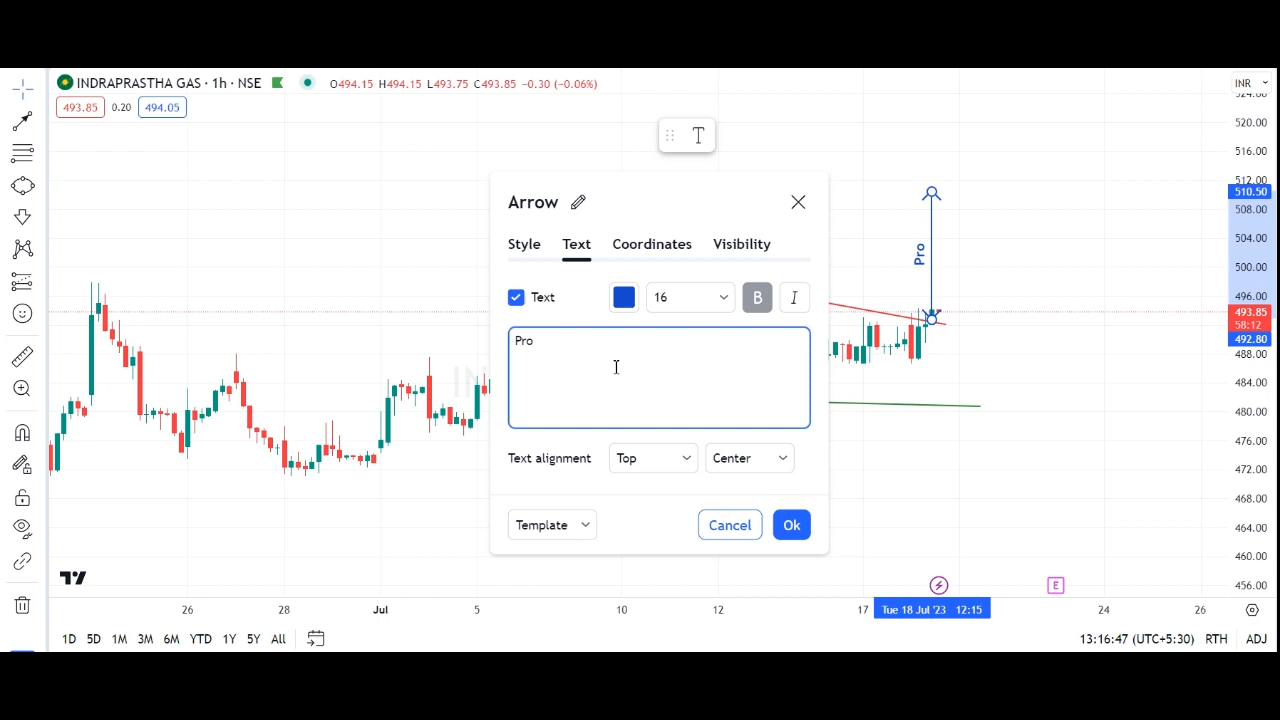 INDRAPRASTHA GAS · 1h · NSE
O494.15 H494.15 L493.75 C493.85 −0.30 (−0.06%)
INR
493.85 0.20 494.05
T
524.00
520.00
516.00
512.00
510.50
508.00
504.00
500.00
496.00
493.85
58:12
492.80
488.00
484.00
480.00
476.00
472.00
468.00
464.00
460.00
456.00
Pro
Arrow
Style Text Coordinates Visibility
Text 16 B I
Pro
Text alignment Top Center
Template Cancel Ok
IN
E
26 28 Jul 5 10 12 17 Tue 18 Jul '23 12:15 24 26
1D 5D 1M 3M 6M YTD 1Y 5Y All 13:16:47 (UTC+5:30) RTH ADJ